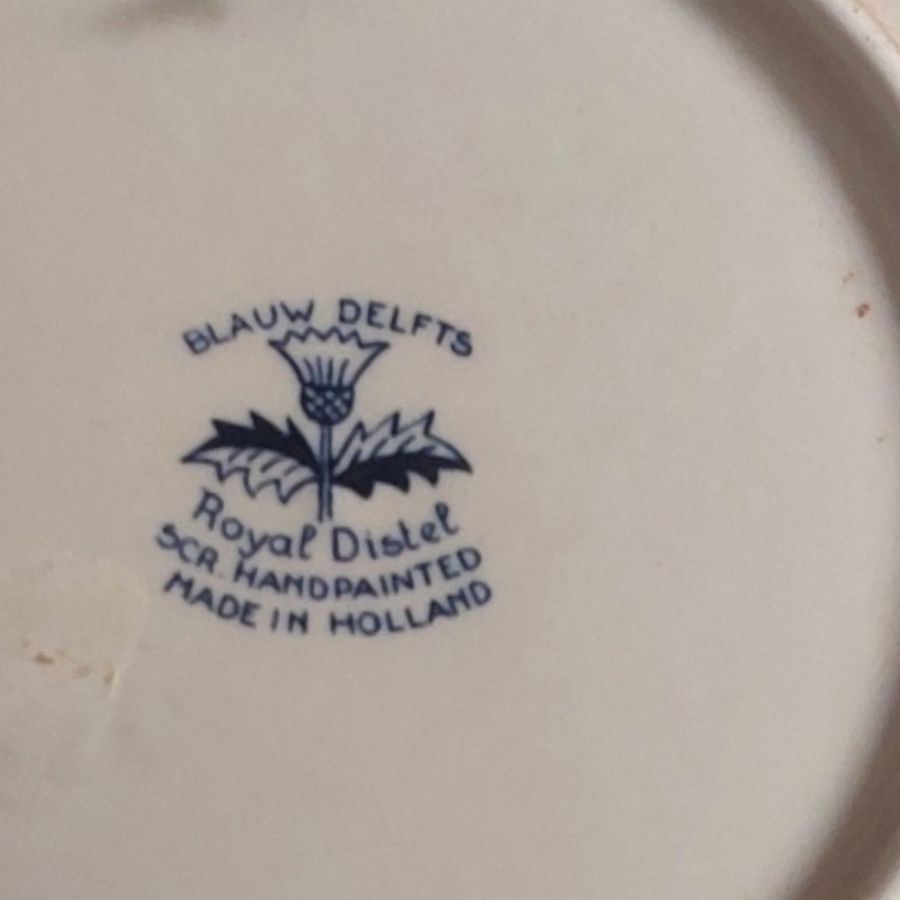 BLAUW DELFTS
Royal Distel
SCR. HANDPAINTED
MADE IN HOLLAND